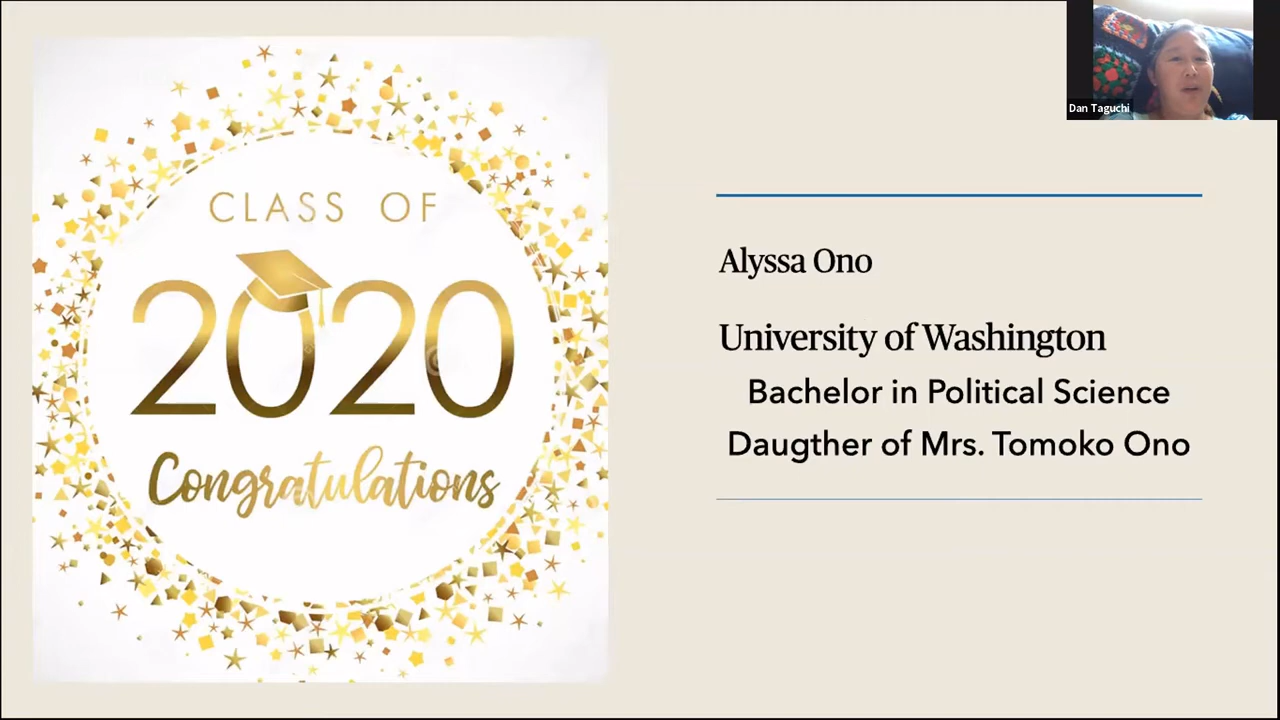 CLASS OF
2020
Congratulations
Dan Taguchi
Alyssa Ono
University of Washington
Bachelor in Political Science
Daugther of Mrs. Tomoko Ono